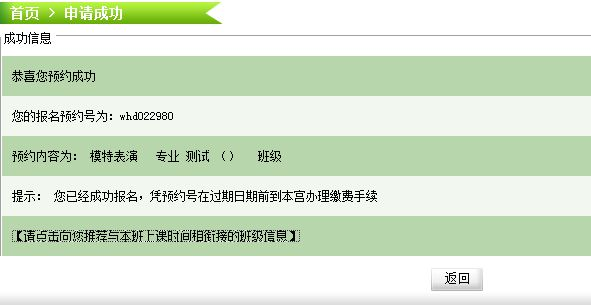 首页 > 申请成功
成功信息
恭喜您预约成功
您的报名预约号为：whd022980
预约内容为： 模特表演 专业 测试 （） 班级
提示： 您已经成功报名，凭预约号在过期日期前到本宫办理缴费手续
【请点击向您推荐与本班上课时间相衔接的班级信息】
返回